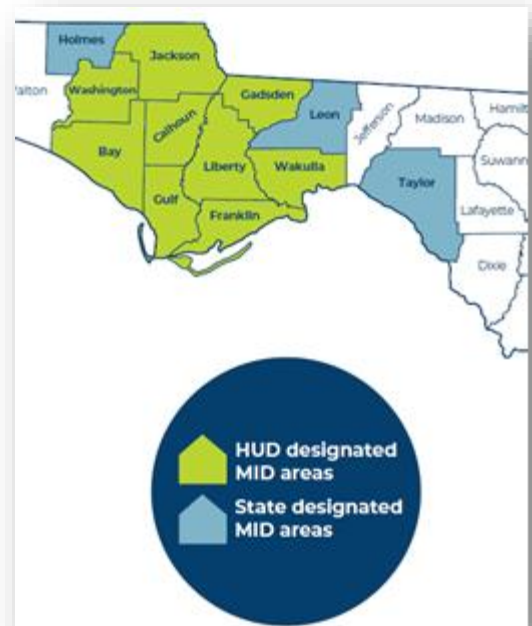 Holmes
Jackson
Washington
Calhoun
Bay
Gulf
Gadsden
Liberty
Franklin
Leon
Wakulla
Jefferson
Madison
Hamilt
Suwann
Taylor
Lafayette
Dixie
HUD designated
MID areas
State designated
MID areas